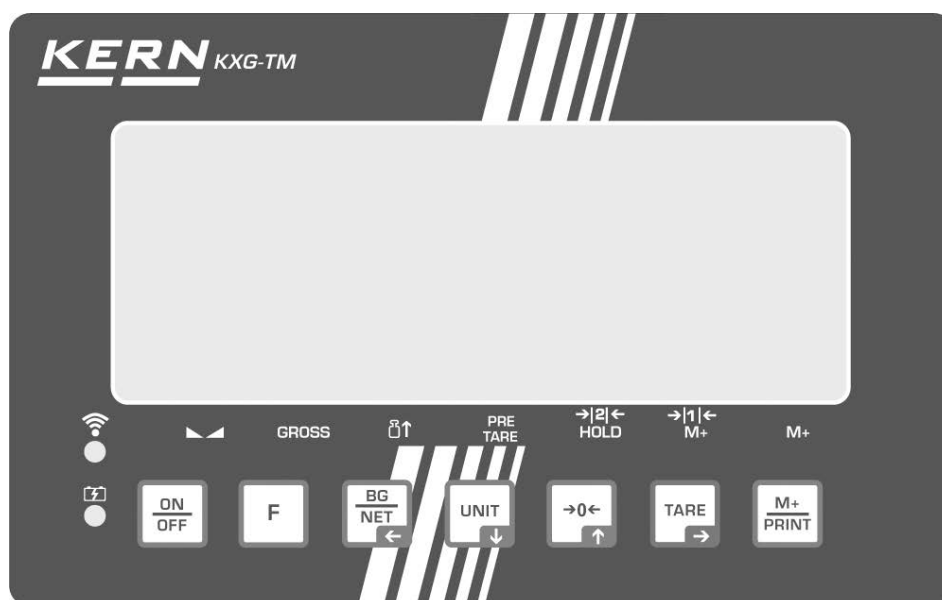 KERN KXG-TM
→|2|← →|1|←
GROSS PRE TARE HOLD M+ M+
ON OFF F BG NET UNIT →0← TARE M+ PRINT